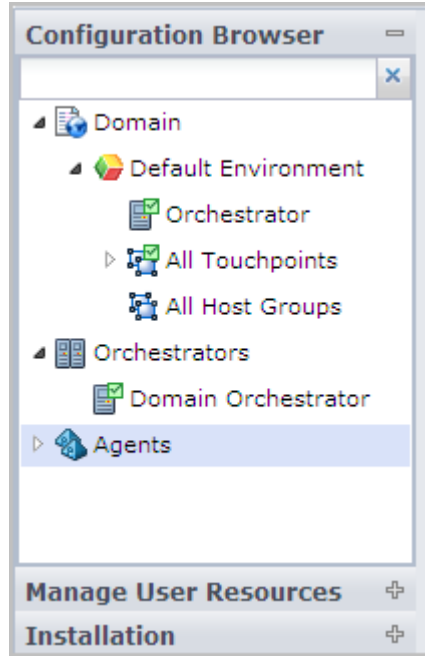 Configuration Browser
Domain
Default Environment
Orchestrator
All Touchpoints
All Host Groups
Orchestrators
Domain Orchestrator
Agents
Manage User Resources
Installation